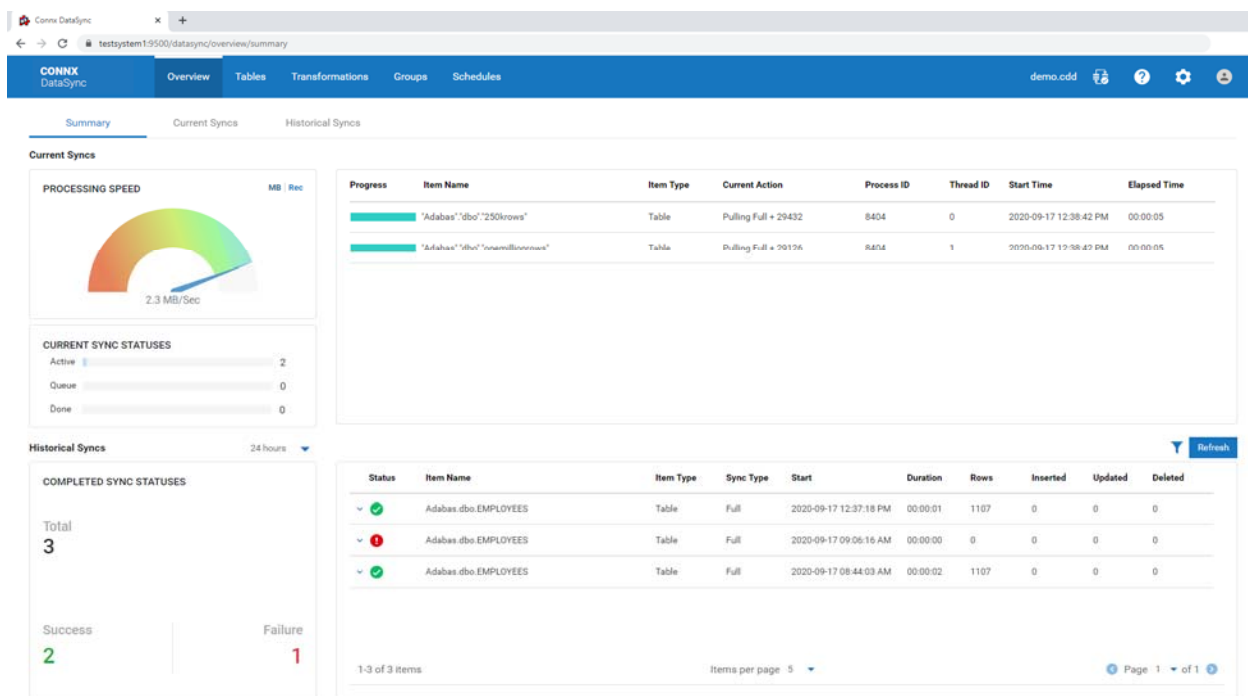 Connx DataSync
testsystem1:9500/datasync/overview/summary
CONNX
DataSync
Overview Tables Transformations Groups Schedules demo.cdd
Summary Current Syncs Historical Syncs
Current Syncs
PROCESSING SPEED MB Rec
2.3 MB/Sec
Progress Item Name Item Type Current Action Process ID Thread ID Start Time Elapsed Time
"Adabas"."dbo"."250krows" Table Pulling Full + 29432 8404 0 2020-09-17 12:38:42 PM 00:00:05
"Adabas"."dbo"."onemillionrows" Table Pulling Full + 29126 8404 1 2020-09-17 12:38:42 PM 00:00:05
CURRENT SYNC STATUSES
Active 2
Queue 0
Done 0
Historical Syncs 24 hours Refresh
COMPLETED SYNC STATUSES
Total
3
Success Failure
2 1
Status Item Name Item Type Sync Type Start Duration Rows Inserted Updated Deleted
Adabas.dbo.EMPLOYEES Table Full 2020-09-17 12:37:18 PM 00:00:01 1107 0 0 0
Adabas.dbo.EMPLOYEES Table Full 2020-09-17 09:06:16 AM 00:00:00 0 0 0 0
Adabas.dbo.EMPLOYEES Table Full 2020-09-17 08:44:03 AM 00:00:02 1107 0 0 0
1-3 of 3 items Items per page 5 Page 1 of 1